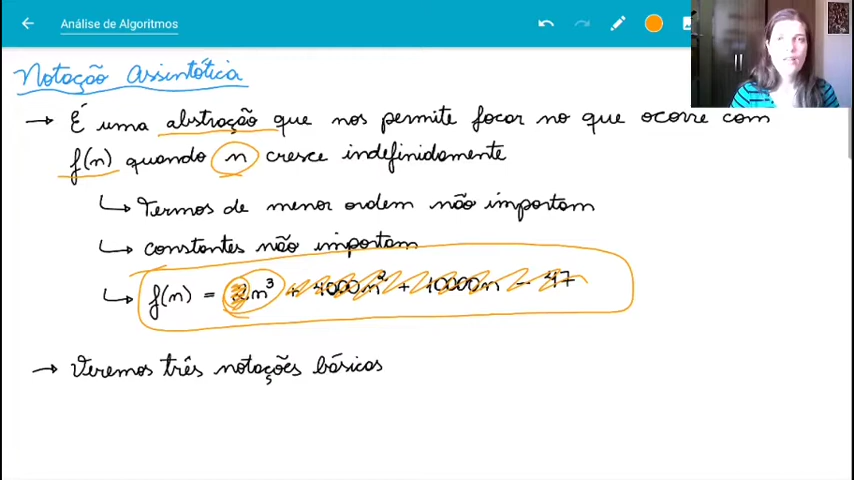 Análise de Algoritmos
Notação Assintótica
→ É uma abstração que nos permite focar no que ocorre com
f(n) quando n cresce indefinidamente
↳ Termos de menor ordem não importam
↳ constantes não importam
↳ f(n) = 2n³ + 4000n² + 10000n - 47
→ Veremos três notações básicas